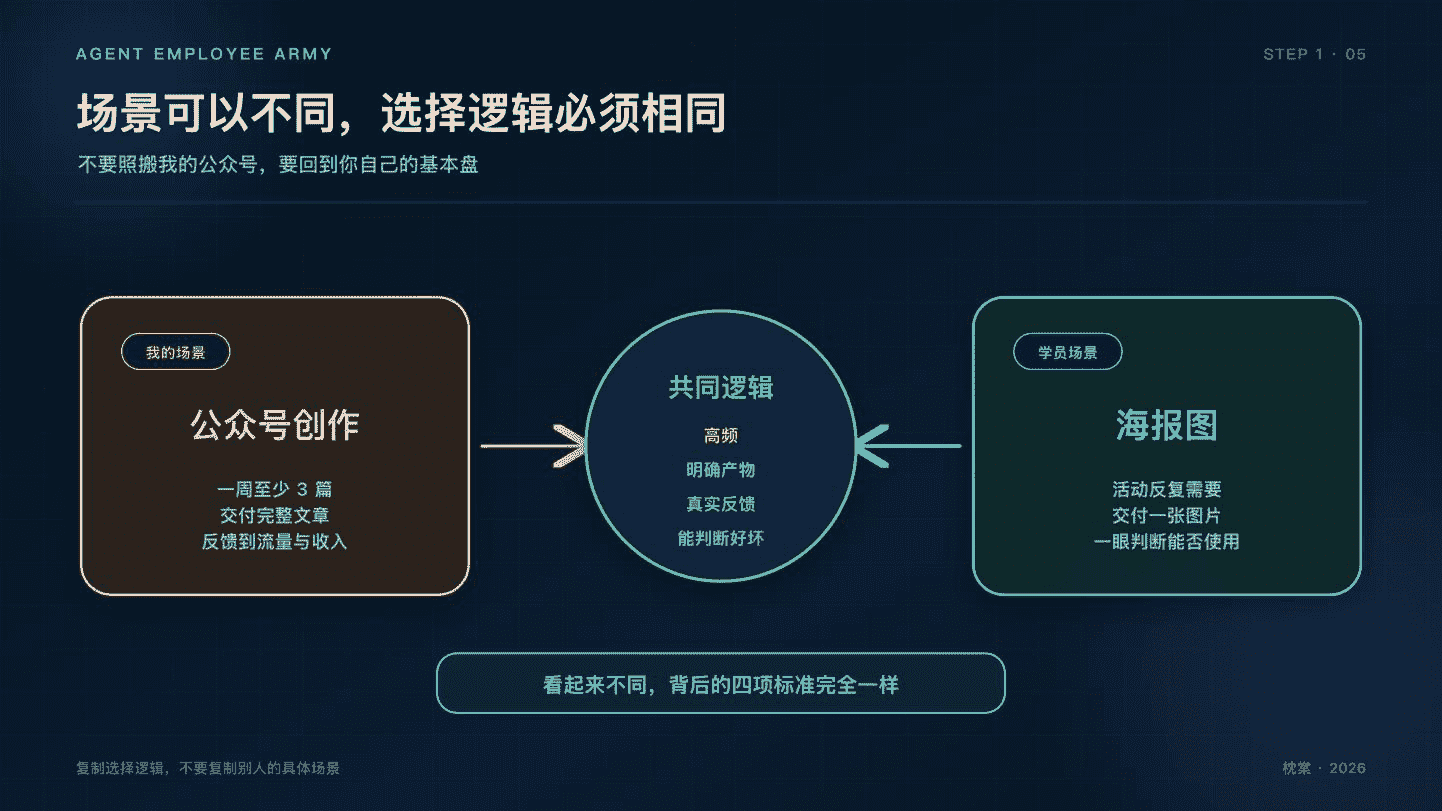 AGENT EMPLOYEE ARMY
STEP 1 · 05
场景可以不同，选择逻辑必须相同
不要照搬我的公众号，要回到你自己的基本盘
我的场景
公众号创作
一周至少 3 篇
交付完整文章
反馈到流量与收入
共同逻辑
高频
明确产物
真实反馈
能判断好坏
学员场景
海报图
活动反复需要
交付一张图片
一眼判断能否使用
看起来不同，背后的四项标准完全一样
复制选择逻辑，不要复制别人的具体场景
枕棠 · 2026